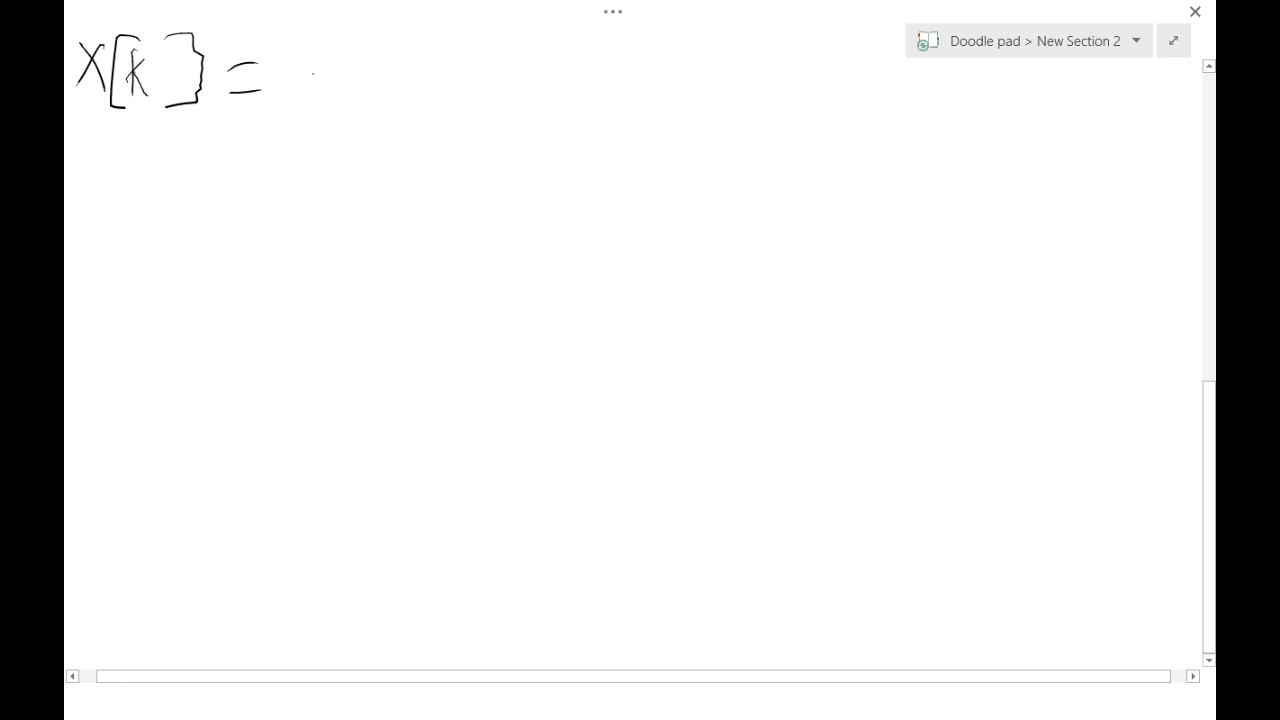 Doodle pad > New Section 2
X[k] =